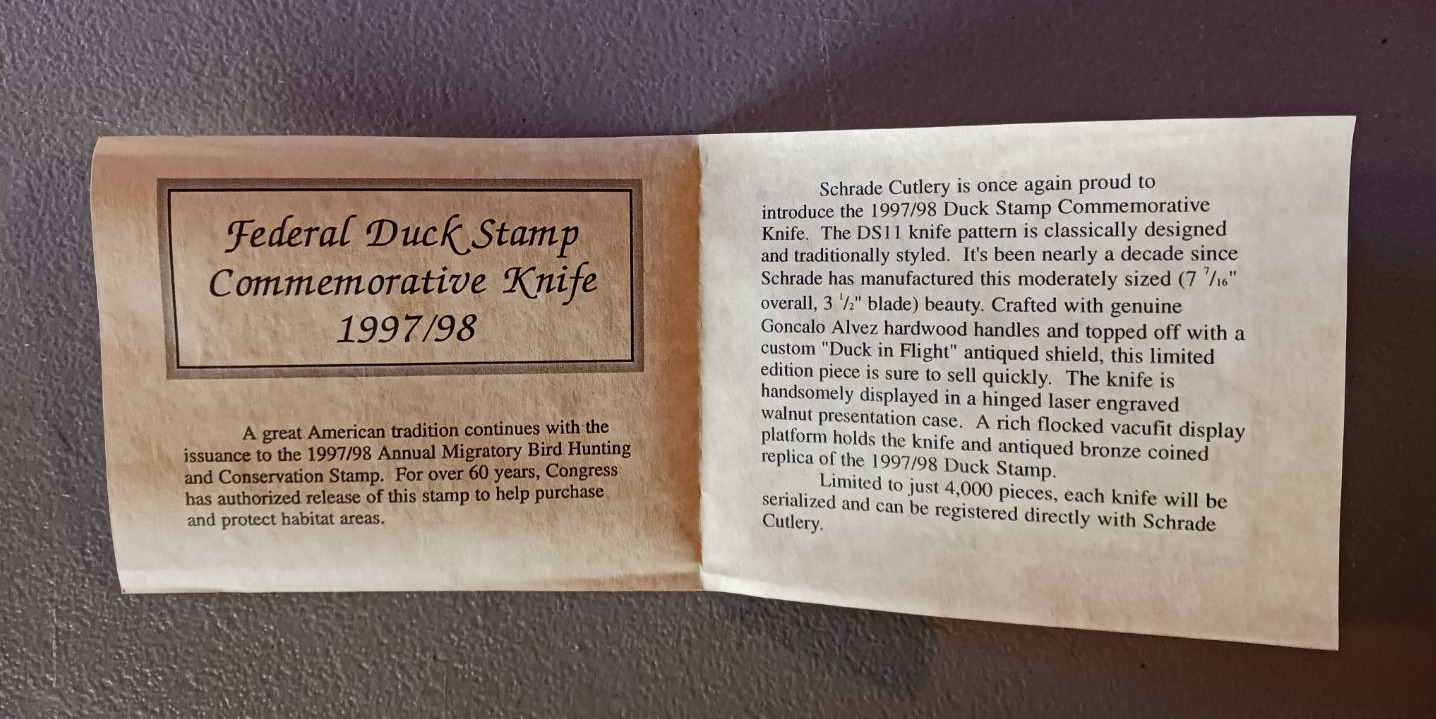 Federal Duck Stamp
Commemorative Knife
1997/98
A great American tradition continues with the
issuance to the 1997/98 Annual Migratory Bird Hunting
and Conservation Stamp. For over 60 years, Congress
has authorized release of this stamp to help purchase
and protect habitat areas.
Schrade Cutlery is once again proud to
introduce the 1997/98 Duck Stamp Commemorative
Knife. The DS11 knife pattern is classically designed
and traditionally styled. It's been nearly a decade since
Schrade has manufactured this moderately sized (7 7/16"
overall, 3 1/2" blade) beauty. Crafted with genuine
Goncalo Alvez hardwood handles and topped off with a
custom "Duck in Flight" antiqued shield, this limited
edition piece is sure to sell quickly. The knife is
handsomely displayed in a hinged laser engraved
walnut presentation case. A rich flocked vacufit display
platform holds the knife and antiqued bronze coined
replica of the 1997/98 Duck Stamp.
Limited to just 4,000 pieces, each knife will be
serialized and can be registered directly with Schrade
Cutlery.